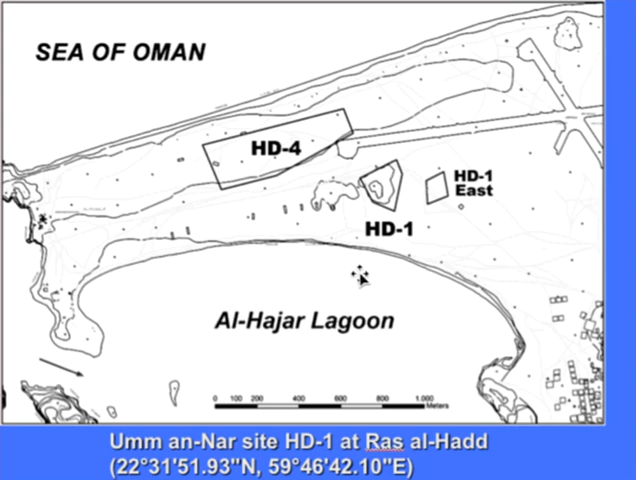 SEA OF OMAN
HD-4
HD-1
East
HD-1
Al-Hajar Lagoon
0 100 200 400 600 800 1.000
Meters
Umm an-Nar site HD-1 at Ras al-Hadd
(22°31'51.93"N, 59°46'42.10"E)